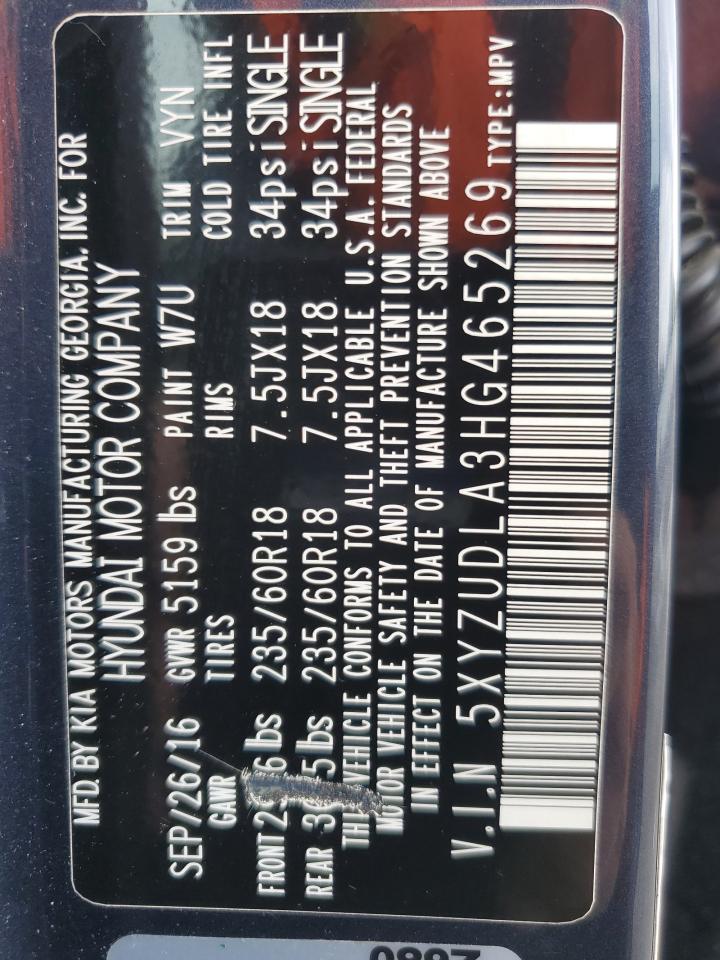 MFD. BY KIA MOTORS MANUFACTURING GEORGIA, INC. FOR
HYUNDAI MOTOR COMPANY
SEP/26/16 GVWR 5159 lbs PAINT W7U TRIM VYN
GAWR TIRES RIMS COLD TIRE INFL
FRONT lbs 235/60R18 7.5JX18 34psi SINGLE
REAR lbs 235/60R18 7.5JX18 34psi SINGLE
THIS VEHICLE CONFORMS TO ALL APPLICABLE U.S.A. FEDERAL
MOTOR VEHICLE SAFETY AND THEFT PREVENTION STANDARDS
IN EFFECT ON THE DATE OF MANUFACTURE SHOWN ABOVE
V.I.N 5XYZUDLA3HG465269 TYPE:MPV